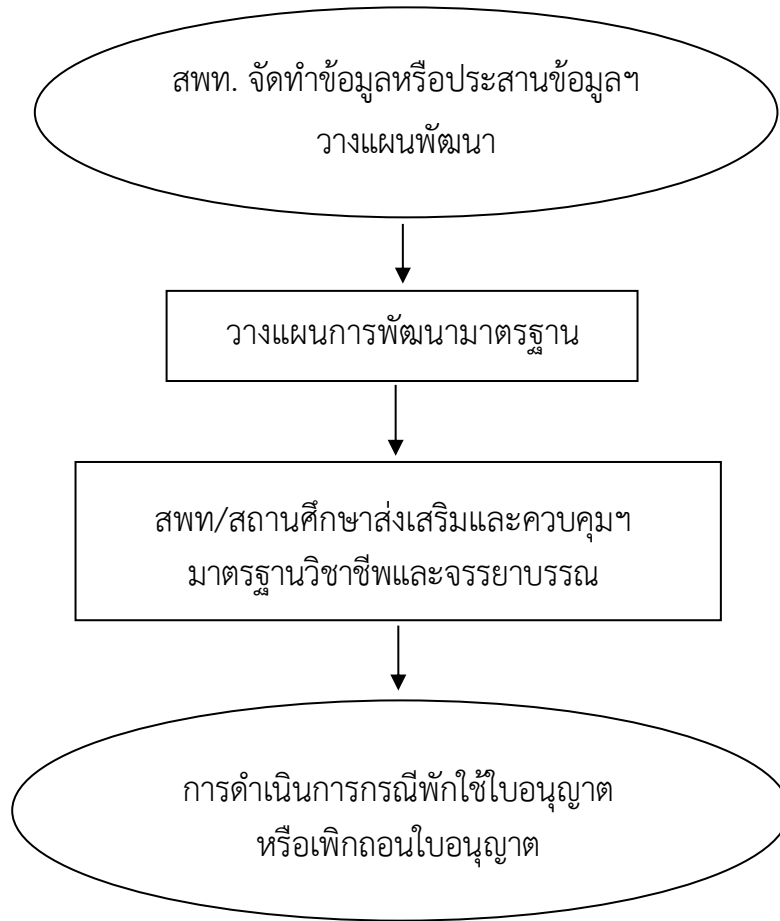 สพท. จัดทำข้อมูลหรือประสานข้อมูลฯ
วางแผนพัฒนา
วางแผนการพัฒนามาตรฐาน
สพท/สถานศึกษาส่งเสริมและควบคุมฯ
มาตรฐานวิชาชีพและจรรยาบรรณ
การดำเนินการกรณีพักใช้ใบอนุญาต
หรือเพิกถอนใบอนุญาต